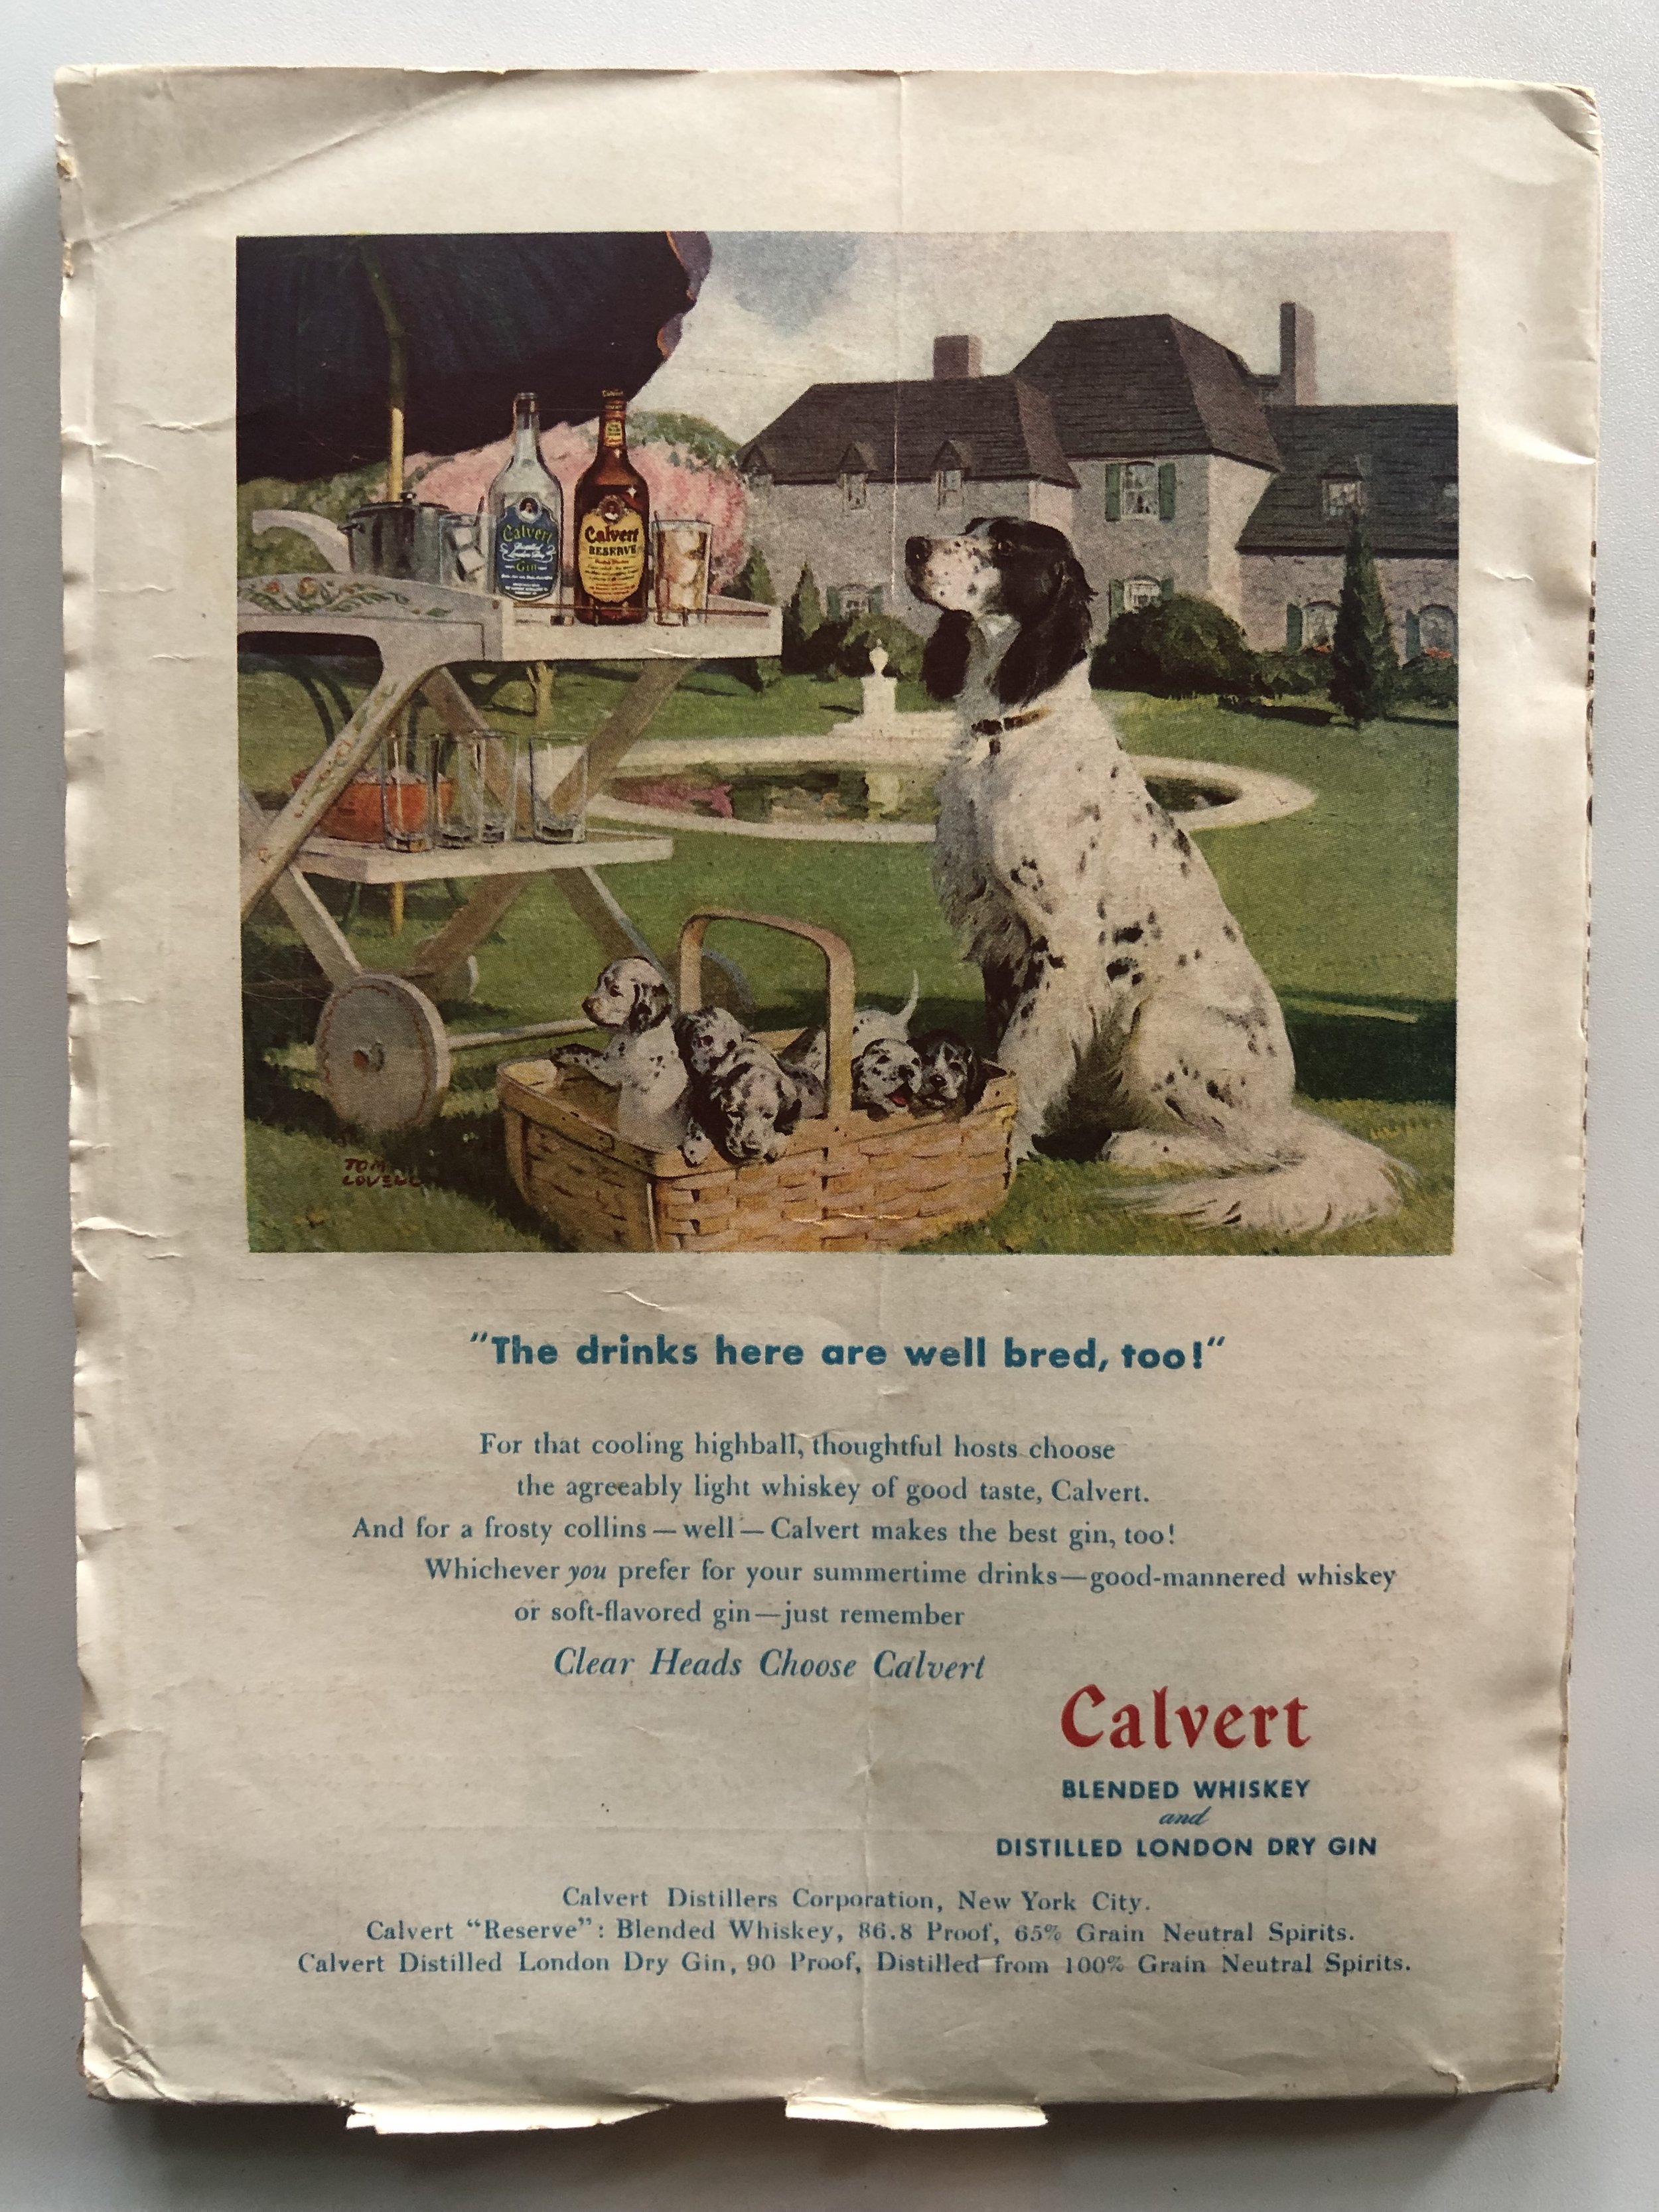 Calvert
Distilled
London Dry
Gin
Calvert
RESERVE
TOM
LOVELL
"The drinks here are well bred, too!"
For that cooling highball, thoughtful hosts choose
the agreeably light whiskey of good taste, Calvert.
And for a frosty collins — well — Calvert makes the best gin, too!
Whichever you prefer for your summertime drinks—good-mannered whiskey
or soft-flavored gin—just remember
Clear Heads Choose Calvert
Calvert
BLENDED WHISKEY
and
DISTILLED LONDON DRY GIN
Calvert Distillers Corporation, New York City.
Calvert “Reserve”: Blended Whiskey, 86.8 Proof, 65% Grain Neutral Spirits.
Calvert Distilled London Dry Gin, 90 Proof, Distilled from 100% Grain Neutral Spirits.